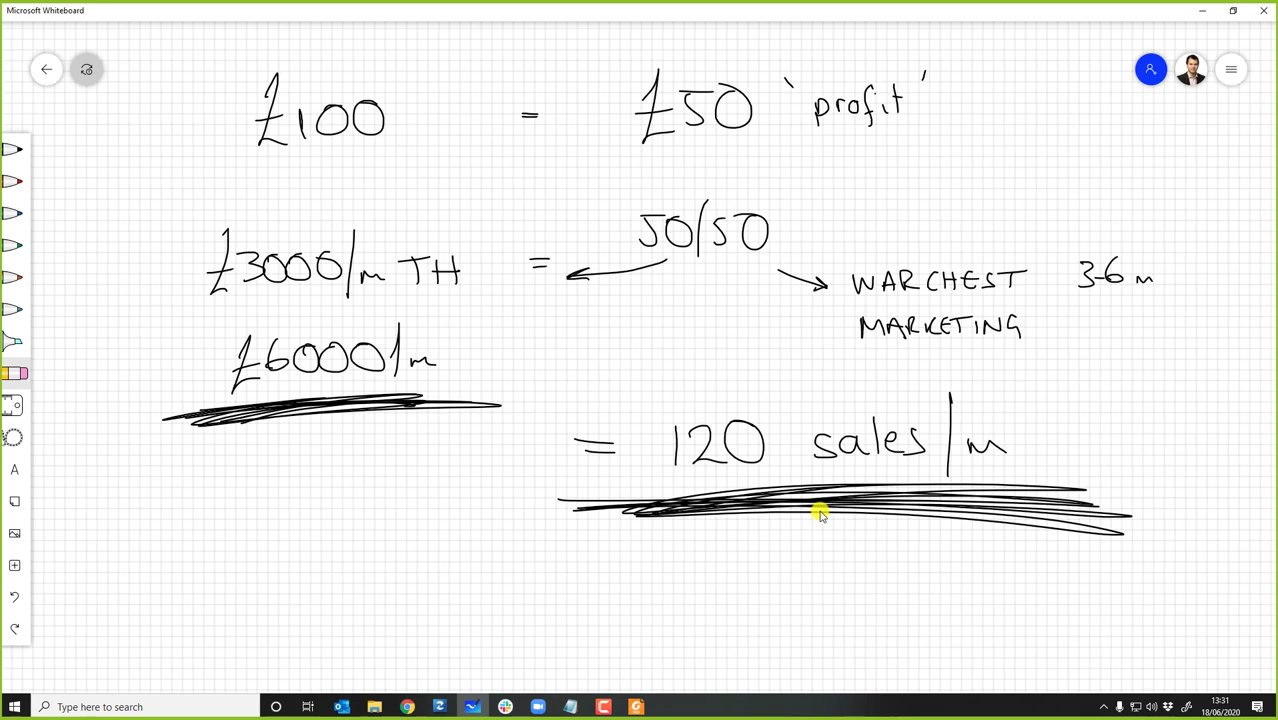 Microsoft Whiteboard
£100 = £50 'profit'
50/50
£3000/m TH =
WARCHEST 3-6 m
MARKETING
£6000/m
= 120 sales/m
A
Type here to search
13:31
18/06/2020